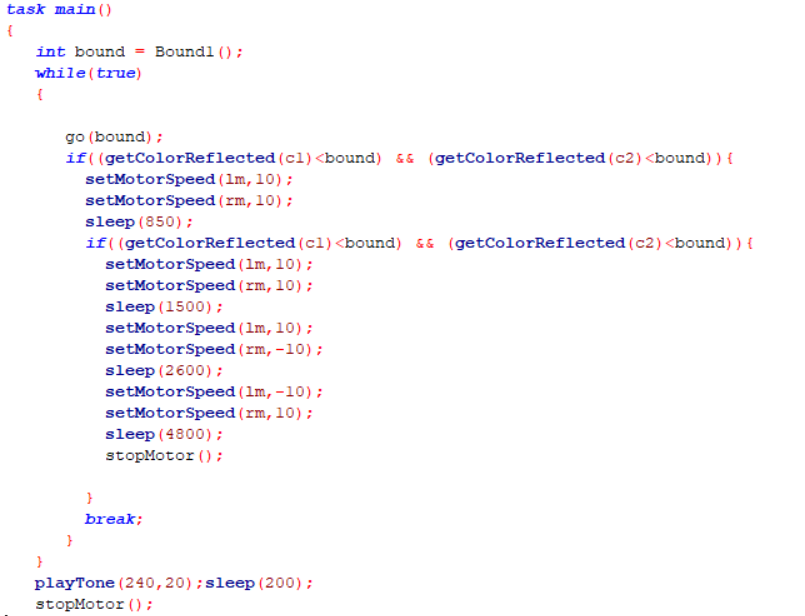 task main()
{
int bound = Bound1();
while(true)
{
go(bound);
if((getColorReflected(c1)<bound) && (getColorReflected(c2)<bound)){
setMotorSpeed(lm,10);
setMotorSpeed(rm,10);
sleep(850);
if((getColorReflected(c1)<bound) && (getColorReflected(c2)<bound)){
setMotorSpeed(lm,10);
setMotorSpeed(rm,10);
sleep(1500);
setMotorSpeed(lm,10);
setMotorSpeed(rm,-10);
sleep(2600);
setMotorSpeed(lm,-10);
setMotorSpeed(rm,10);
sleep(4800);
stopMotor();
}
break;
}
}
playTone(240,20);sleep(200);
stopMotor();